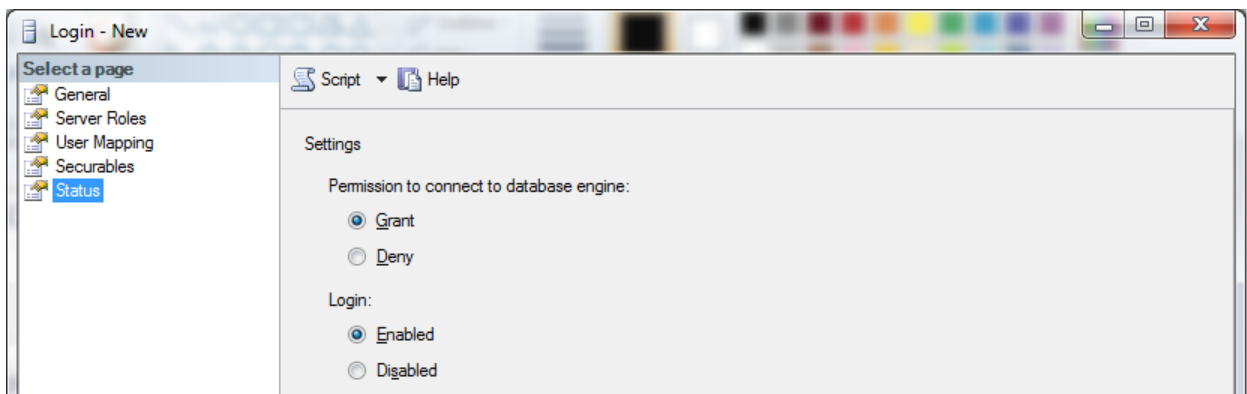 Login - New
Select a page
General
Server Roles
User Mapping
Securables
Status
Script Help
Settings
Permission to connect to database engine:
Grant
Deny
Login:
Enabled
Disabled